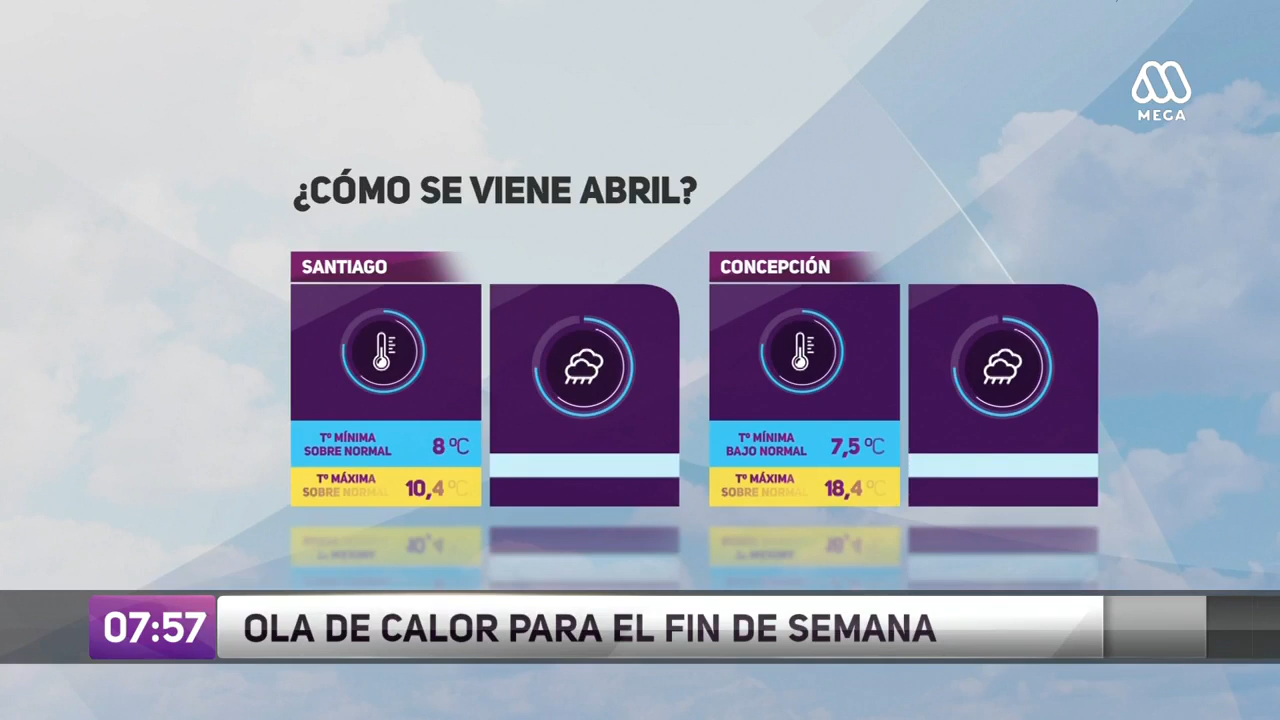 MEGA
¿CÓMO SE VIENE ABRIL?
SANTIAGO
Tº MÍNIMA
SOBRE NORMAL
8 ºC
Tº MÁXIMA
SOBRE NORMAL
10,4 ºC
CONCEPCIÓN
Tº MÍNIMA
BAJO NORMAL
7,5 ºC
Tº MÁXIMA
SOBRE NORMAL
18,4 ºC
07:57
OLA DE CALOR PARA EL FIN DE SEMANA